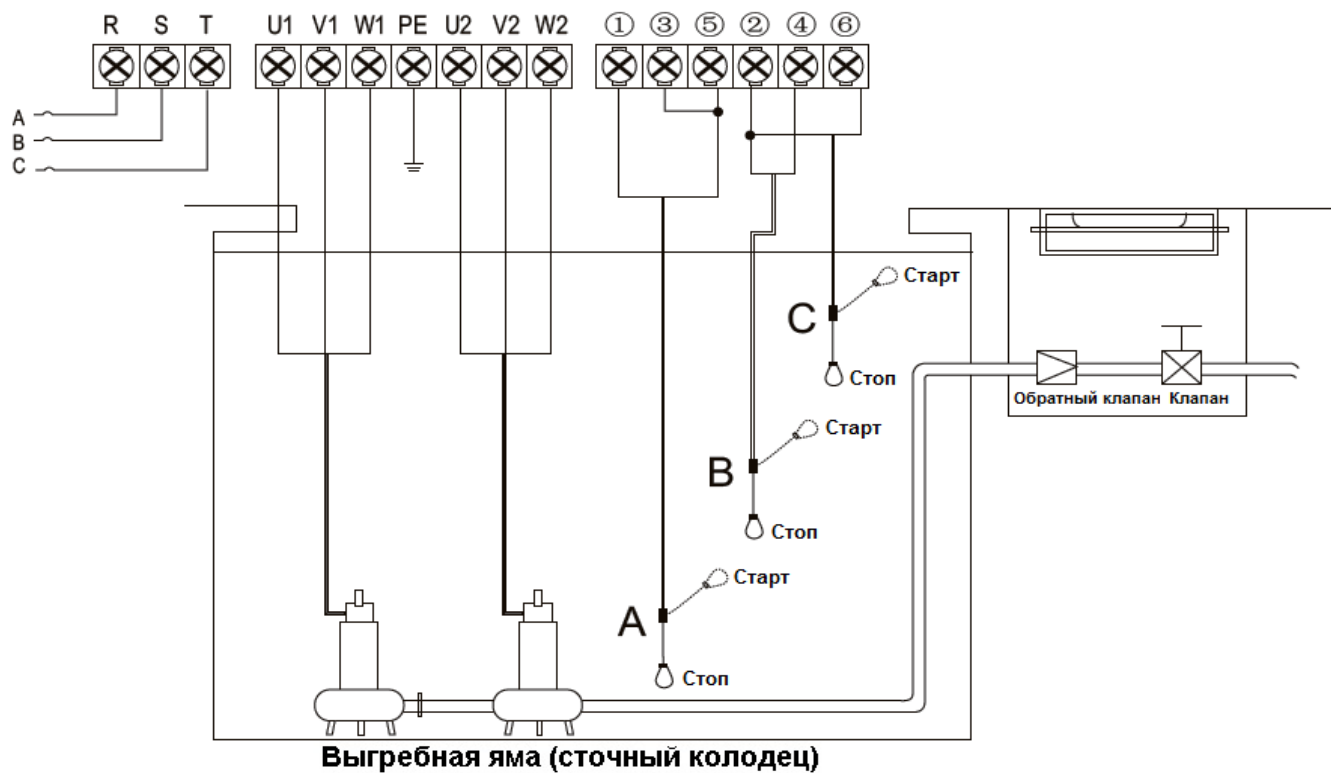 R S T U1 V1 W1 PE U2 V2 W2 ① ③ ⑤ ② ④ ⑥
A
B
C
Старт
C
Стоп
Обратный клапан Клапан
Старт
B
Стоп
Старт
A
Стоп
Выгребная яма (сточный колодец)